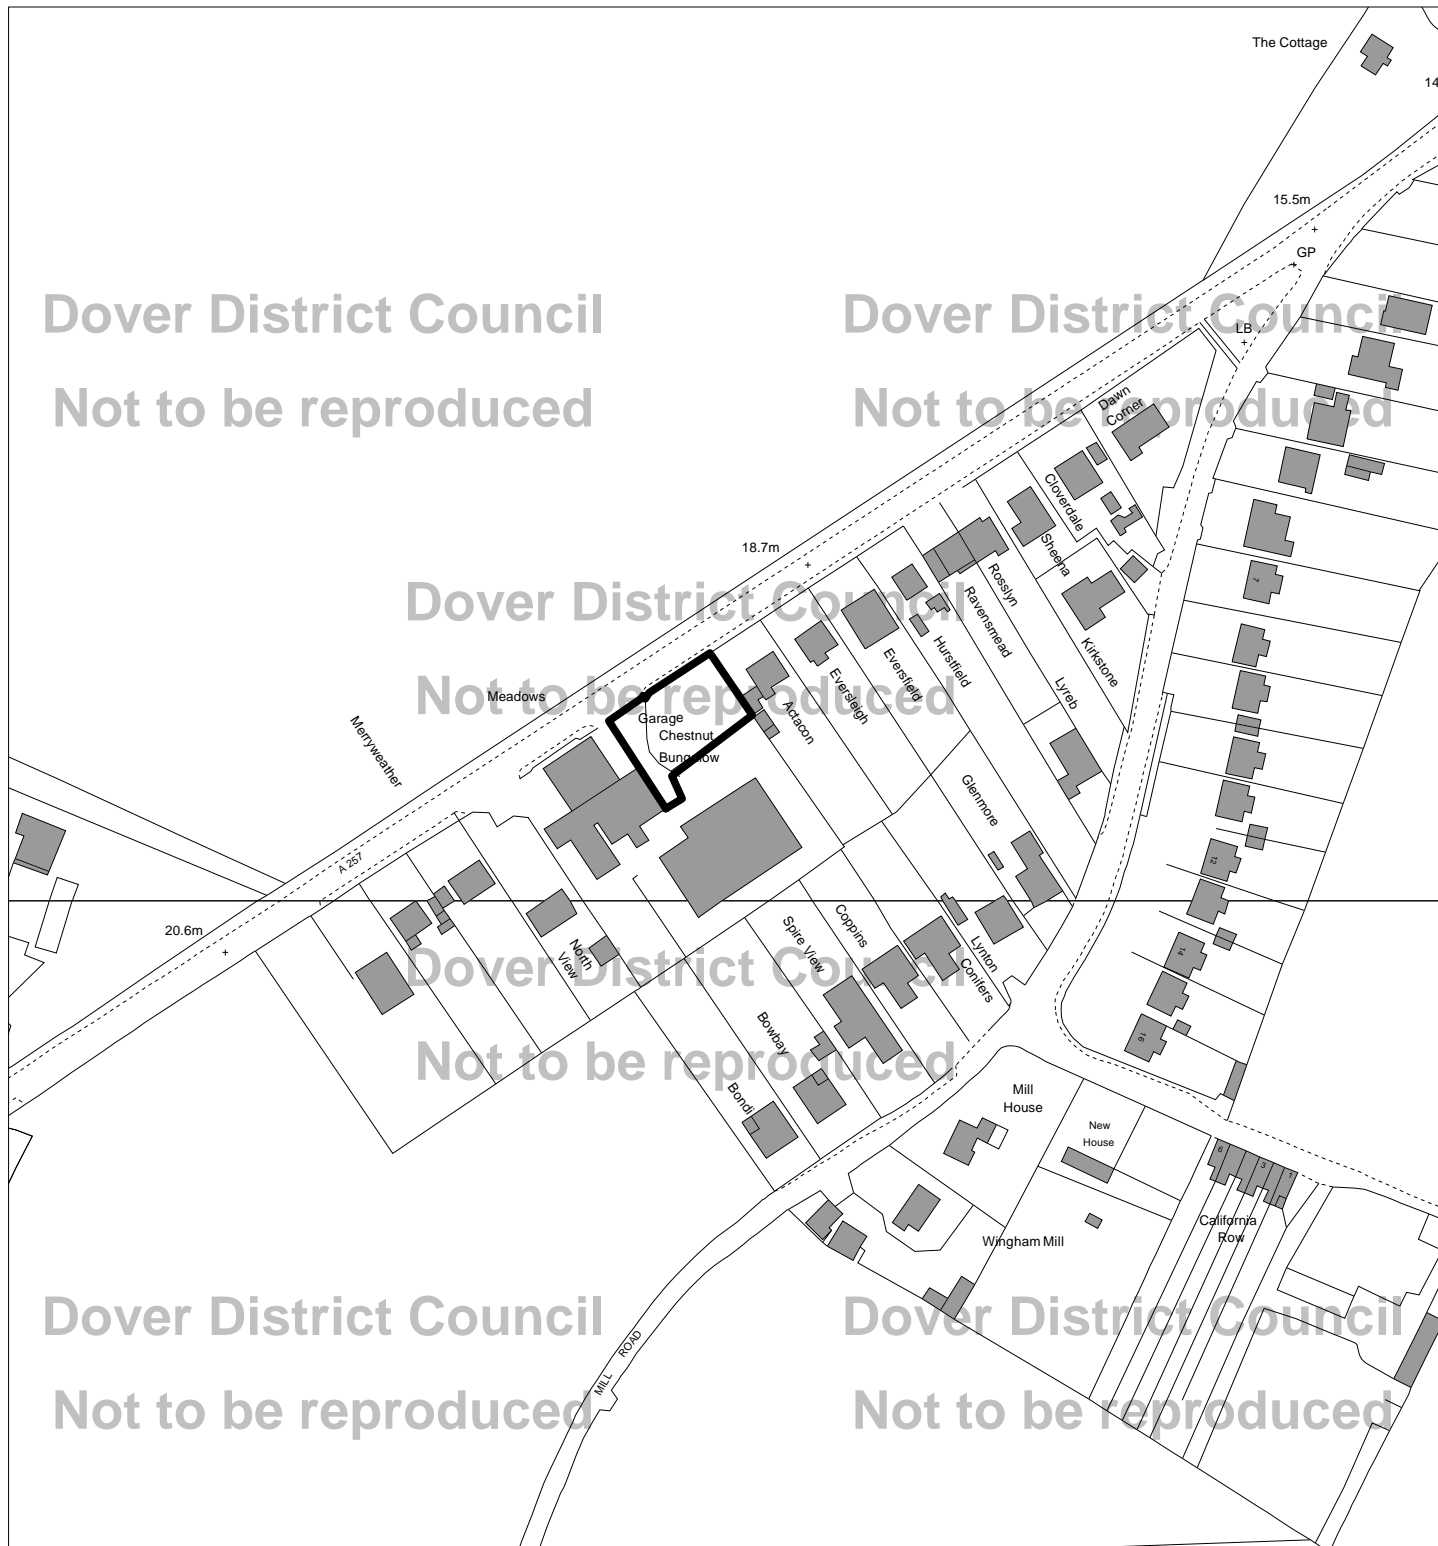 The Cottage
14
15.5m
GP
Dover District Council
Dover District Council
LB
Not to be reproduced
Not to be reproduced
Dawn
Corner
Cloverdale
Sheena
18.7m
Rosslyn
Ravensmead
Dover District Council
7
Hurstfield
Kirkstone
Eversfield
Eversleigh
Lyreb
Not to be reproduced
Meadows
Merryweather
Garage
Chestnut
Bungalow
Actacon
Glenmore
A 257
12
20.6m
Coppins
Spire View
North
View
Lynton
Conifers
14
Dover District Council
Bowbay
16
Not to be reproduced
Bondi
Mill
House
New
House
6
3
1
California
Row
Wingham Mill
Dover District Council
Dover District Council
MILL ROAD
Not to be reproduced
Not to be reproduced